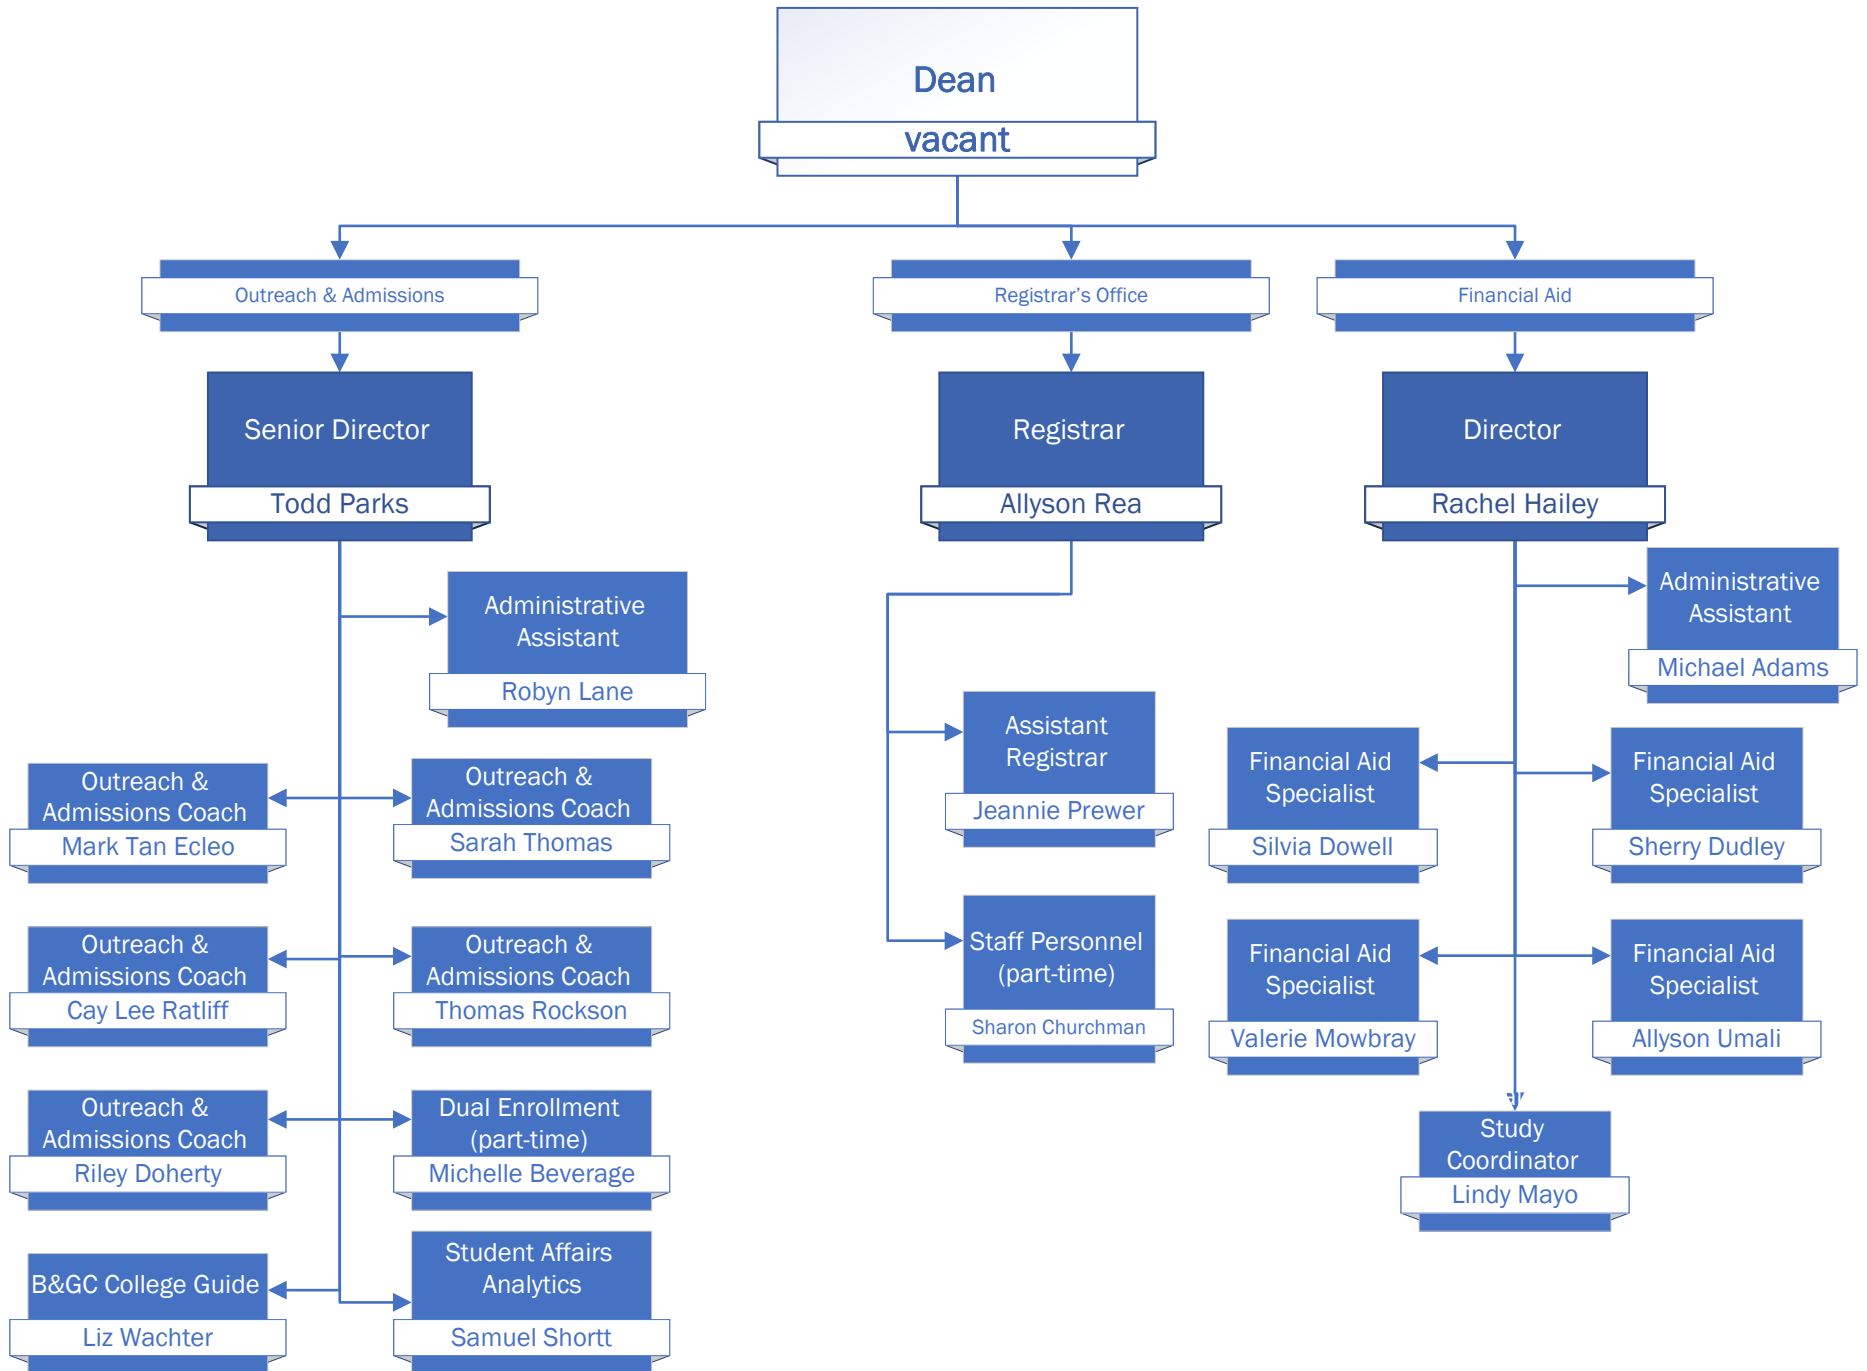 Dean
vacant
Outreach & Admissions
Registrar's Office
Financial Aid
Senior Director
Todd Parks
Registrar
Allyson Rea
Director
Rachel Hailey
Administrative
Assistant
Robyn Lane
Administrative
Assistant
Michael Adams
Outreach &
Admissions Coach
Mark Tan Ecleo
Outreach &
Admissions Coach
Sarah Thomas
Assistant
Registrar
Jeannie Prewer
Financial Aid
Specialist
Silvia Dowell
Financial Aid
Specialist
Sherry Dudley
Outreach &
Admissions Coach
Cay Lee Ratliff
Outreach &
Admissions Coach
Thomas Rockson
Staff Personnel
(part-time)
Sharon Churchman
Financial Aid
Specialist
Valerie Mowbray
Financial Aid
Specialist
Allyson Umali
Outreach &
Admissions Coach
Riley Doherty
Dual Enrollment
(part-time)
Michelle Beverage
Study
Coordinator
Lindy Mayo
B&GC College Guide
Liz Wachter
Student Affairs
Analytics
Samuel Shortt